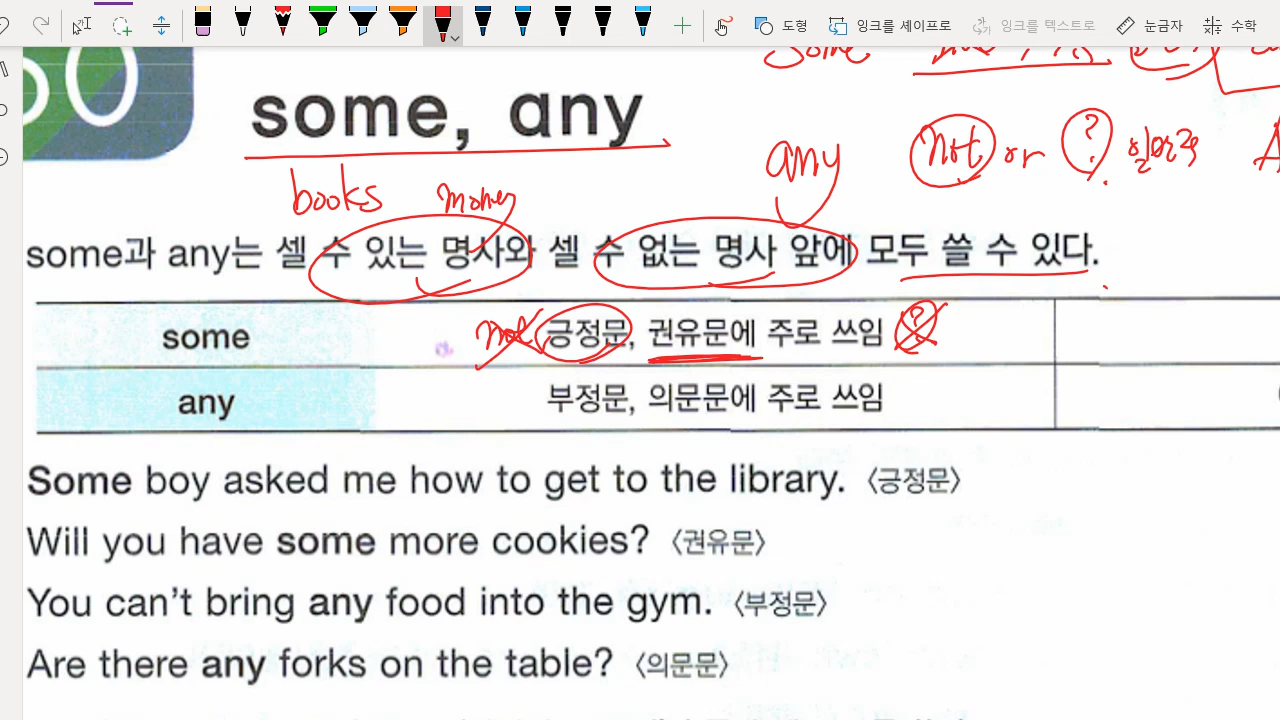 도형 잉크를 셰이프로 잉크를 텍스트로 눈금자 수학
some
some, any
any not or ? 있으면
books money
some과 any는 셀 수 있는 명사와 셀 수 없는 명사 앞에 모두 쓸 수 있다.
some not 긍정문, 권유문에 주로 쓰임 ?
any 부정문, 의문문에 주로 쓰임
Some boy asked me how to get to the library. 〈긍정문〉
Will you have some more cookies? 〈권유문〉
You can't bring any food into the gym. 〈부정문〉
Are there any forks on the table? 〈의문문〉